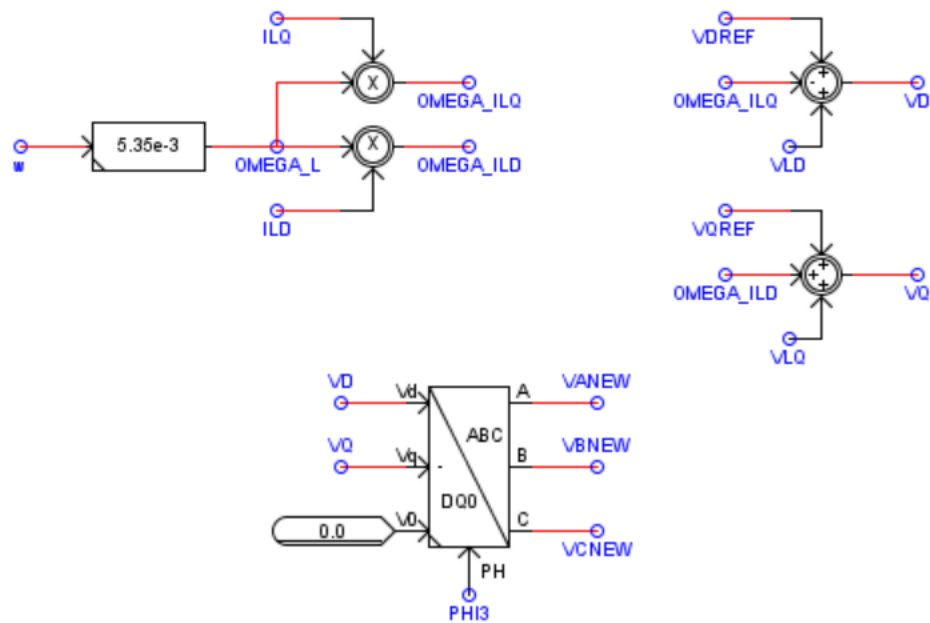 ILQ
X
OMEGA_ILQ
5.35e-3
w
OMEGA_L
X
OMEGA_ILD
ILD
VDREF
+
-
+
OMEGA_ILQ
VD
VLD
VQREF
+
+
+
OMEGA_ILD
VQ
VLQ
VD
Vd
A
VANEW
ABC
VQ
Vq
-
B
VBNEW
DQ0
0.0
V0
C
VCNEW
PH
PHI3